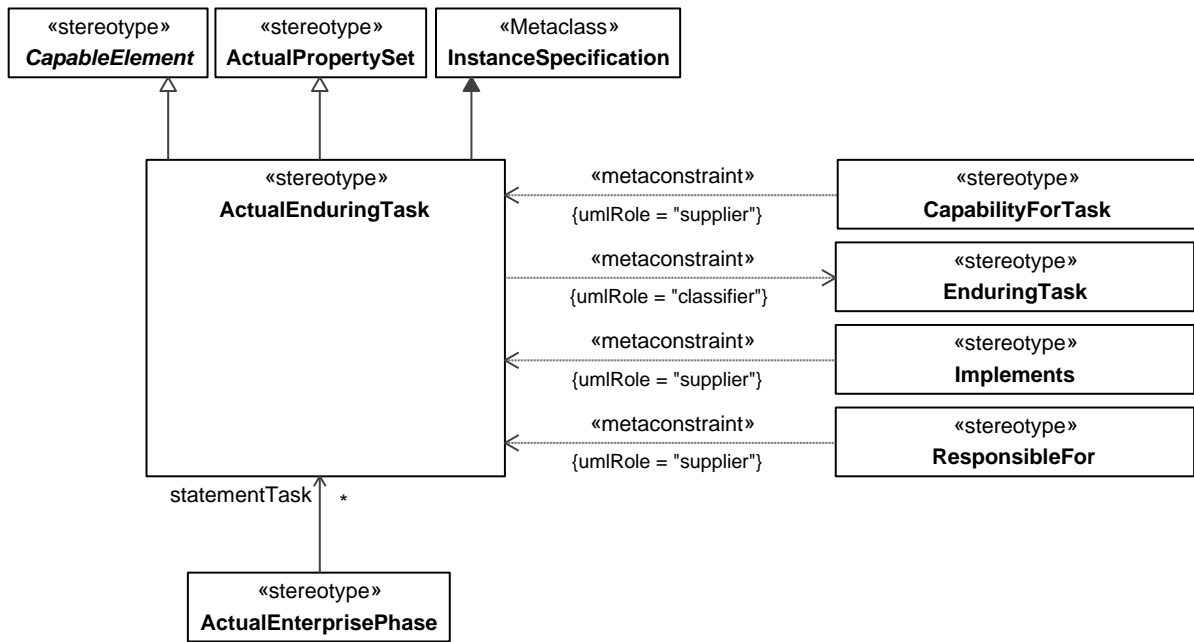 «stereotype»
CapableElement
«stereotype»
ActualPropertySet
«Metaclass»
InstanceSpecification
«stereotype»
ActualEnduringTask
«metaconstraint»
{umlRole = "supplier"}
«stereotype»
CapabilityForTask
«metaconstraint»
{umlRole = "classifier"}
«stereotype»
EnduringTask
«metaconstraint»
{umlRole = "supplier"}
«stereotype»
Implements
«metaconstraint»
{umlRole = "supplier"}
«stereotype»
ResponsibleFor
statementTask
*
«stereotype»
ActualEnterprisePhase